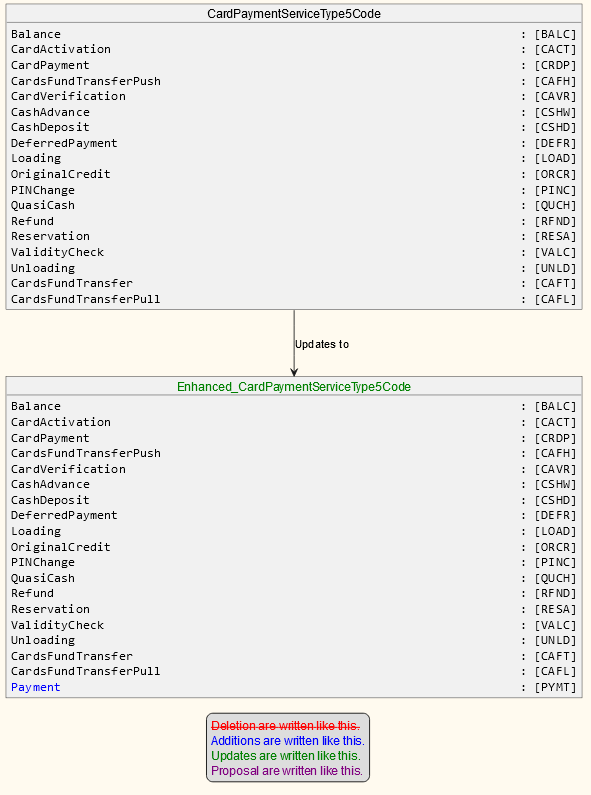 CardPaymentServiceType5Code
Balance : [BALC]
CardActivation : [CACT]
CardPayment : [CRDP]
CardsFundTransferPush : [CAFH]
CardVerification : [CAVR]
CashAdvance : [CSHW]
CashDeposit : [CSHD]
DeferredPayment : [DEFR]
Loading : [LOAD]
OriginalCredit : [ORCR]
PINChange : [PINC]
QuasiCash : [QUCH]
Refund : [RFND]
Reservation : [RESA]
ValidityCheck : [VALC]
Unloading : [UNLD]
CardsFundTransfer : [CAFT]
CardsFundTransferPull : [CAFL]
Updates to
Enhanced_CardPaymentServiceType5Code
Balance : [BALC]
CardActivation : [CACT]
CardPayment : [CRDP]
CardsFundTransferPush : [CAFH]
CardVerification : [CAVR]
CashAdvance : [CSHW]
CashDeposit : [CSHD]
DeferredPayment : [DEFR]
Loading : [LOAD]
OriginalCredit : [ORCR]
PINChange : [PINC]
QuasiCash : [QUCH]
Refund : [RFND]
Reservation : [RESA]
ValidityCheck : [VALC]
Unloading : [UNLD]
CardsFundTransfer : [CAFT]
CardsFundTransferPull : [CAFL]
Payment : [PYMT]
Deletion are written like this.
Additions are written like this.
Updates are written like this.
Proposal are written like this.